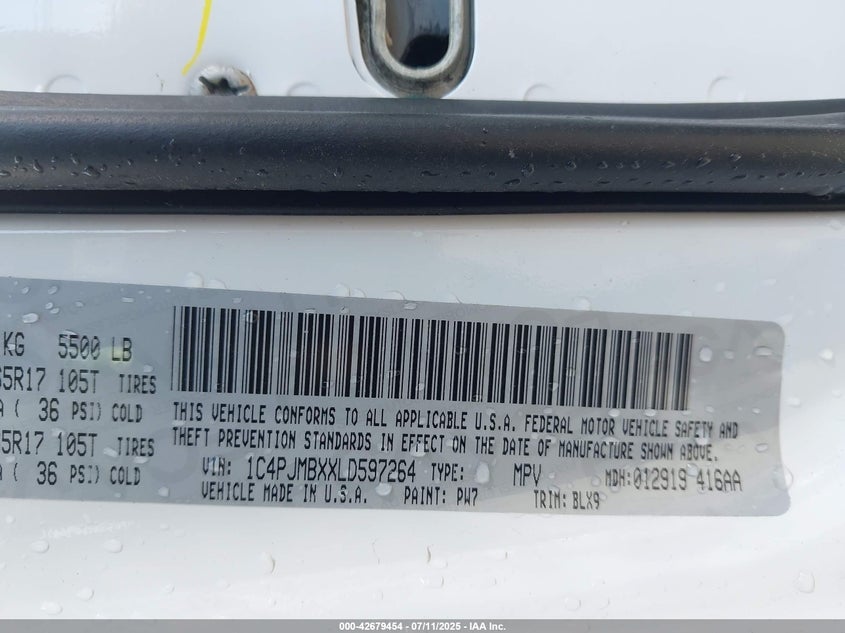 KG 5500 LB
5R17 105T TIRES
( 36 PSI) COLD
5R17 105T TIRES
( 36 PSI) COLD
THIS VEHICLE CONFORMS TO ALL APPLICABLE U.S.A. FEDERAL MOTOR VEHICLE SAFETY AND
THEFT PREVENTION STANDARDS IN EFFECT ON THE DATE OF MANUFACTURE SHOWN ABOVE.
VIN: 1C4PJMBXXLD597264 TYPE: MPV MDH: 012919 416AA
VEHICLE MADE IN U.S.A. PAINT: PW7 TRIM: BLX9
000-42679454 - 07/11/2025 - IAA Inc.